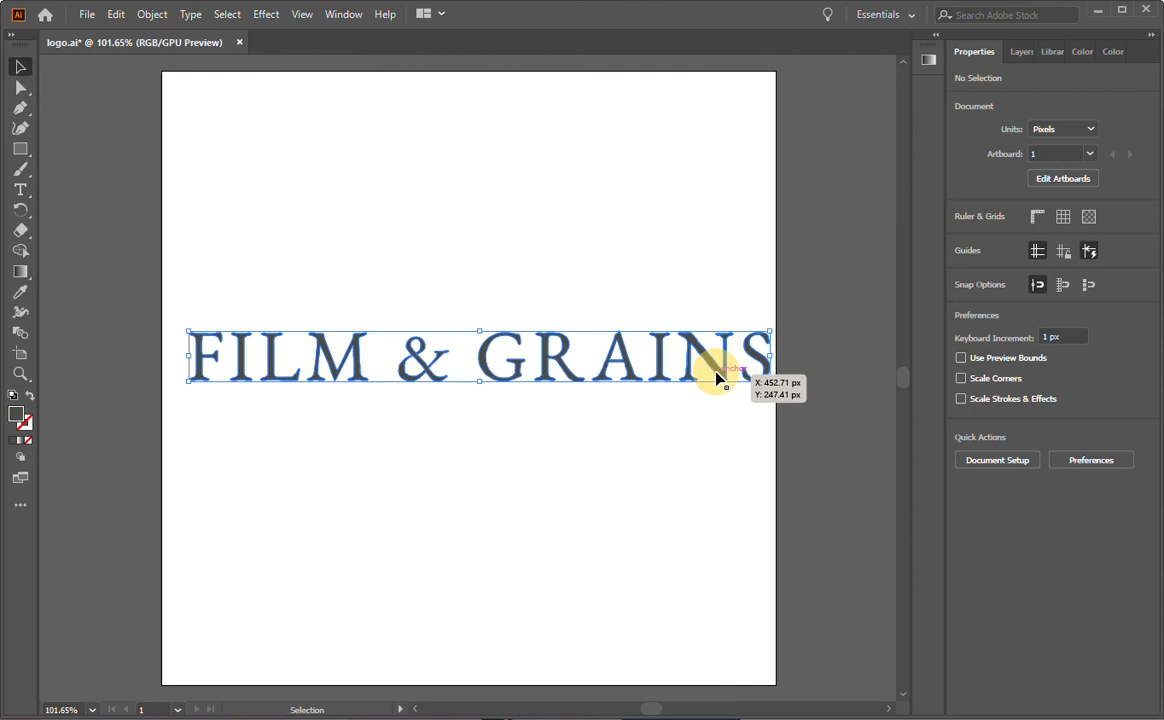 Ai File Edit Object Type Select Effect View Window Help Essentials Search Adobe Stock
logo.ai* @ 101.65% (RGB/GPU Preview) ×
Properties Layers Librar Color Color
No Selection
Document
Units: Pixels
Artboard: 1
Edit Artboards
Ruler & Grids
Guides
Snap Options
Preferences
Keyboard Increment: 1 px
Use Preview Bounds
Scale Corners
Scale Strokes & Effects
Quick Actions
Document Setup Preferences
FILM & GRAINS
X: 452.71 px
Y: 247.41 px
101.65% 1 Selection